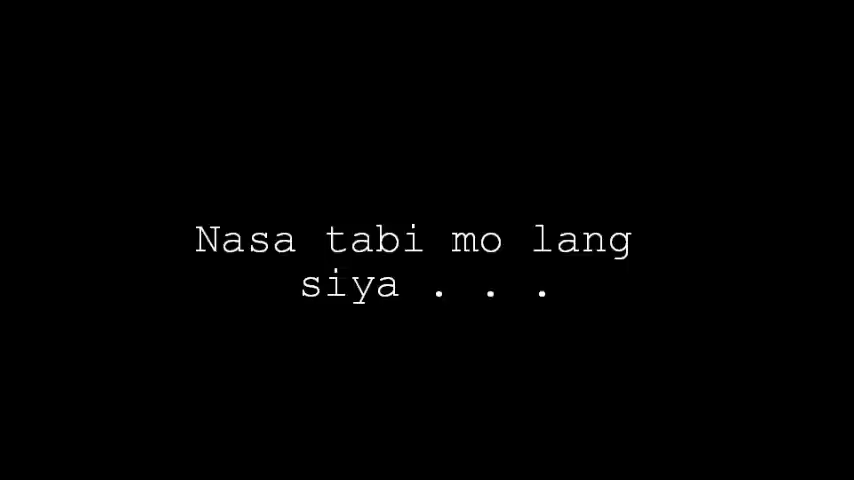 Nasa tabi mo lang
siya . . .